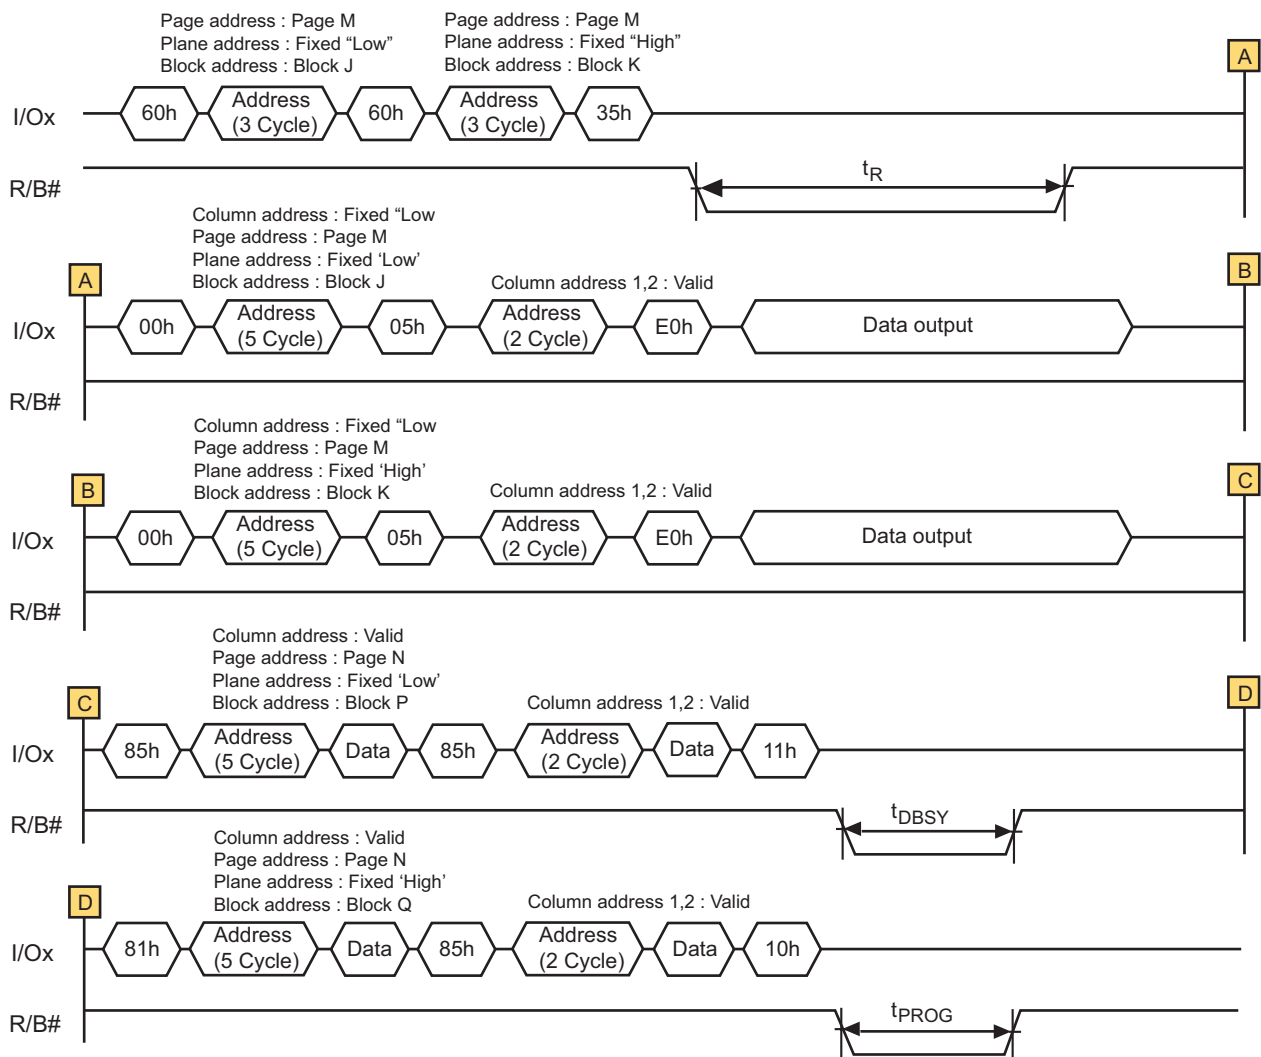 Page address : Page M
Plane address : Fixed “Low”
Block address : Block J
Page address : Page M
Plane address : Fixed “High”
Block address : Block K
A
I/Ox
60h
Address
(3 Cycle)
60h
Address
(3 Cycle)
35h
R/B#
tR
Column address : Fixed “Low
Page address : Page M
Plane address : Fixed ‘Low’
Block address : Block J
Column address 1,2 : Valid
A
B
I/Ox
00h
Address
(5 Cycle)
05h
Address
(2 Cycle)
E0h
Data output
R/B#
Column address : Fixed “Low
Page address : Page M
Plane address : Fixed ‘High’
Block address : Block K
Column address 1,2 : Valid
B
C
I/Ox
00h
Address
(5 Cycle)
05h
Address
(2 Cycle)
E0h
Data output
R/B#
Column address : Valid
Page address : Page N
Plane address : Fixed ‘Low’
Block address : Block P
Column address 1,2 : Valid
C
D
I/Ox
85h
Address
(5 Cycle)
Data
85h
Address
(2 Cycle)
Data
11h
R/B#
tDBSY
Column address : Valid
Page address : Page N
Plane address : Fixed ‘High’
Block address : Block Q
Column address 1,2 : Valid
D
I/Ox
81h
Address
(5 Cycle)
Data
85h
Address
(2 Cycle)
Data
10h
R/B#
tPROG